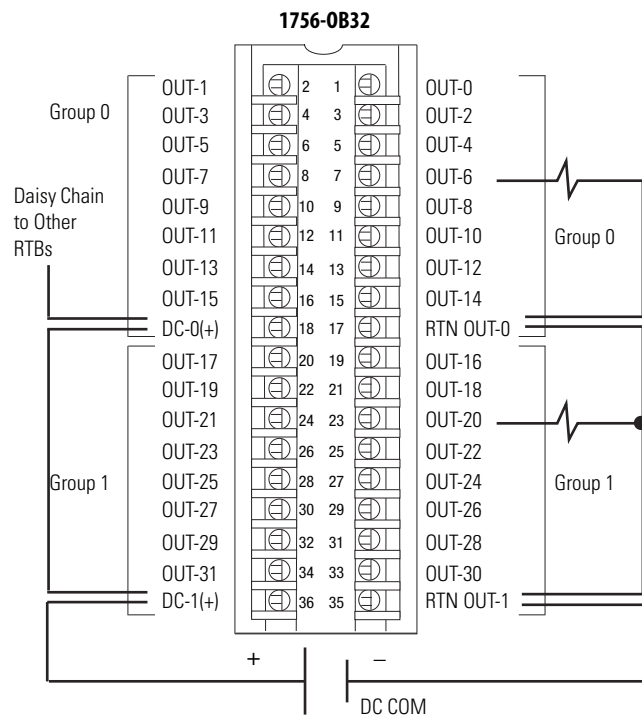 1756-OB32
OUT-1 2 1 OUT-0
Group 0 OUT-3 4 3 OUT-2
OUT-5 6 5 OUT-4
OUT-7 8 7 OUT-6
Daisy Chain
to Other
RTBs
OUT-9 10 9 OUT-8
OUT-11 12 11 OUT-10 Group 0
OUT-13 14 13 OUT-12
OUT-15 16 15 OUT-14
DC-0(+) 18 17 RTN OUT-0
OUT-17 20 19 OUT-16
OUT-19 22 21 OUT-18
OUT-21 24 23 OUT-20
OUT-23 26 25 OUT-22
Group 1 OUT-25 28 27 OUT-24 Group 1
OUT-27 30 29 OUT-26
OUT-29 32 31 OUT-28
OUT-31 34 33 OUT-30
DC-1(+) 36 35 RTN OUT-1
+ –
DC COM